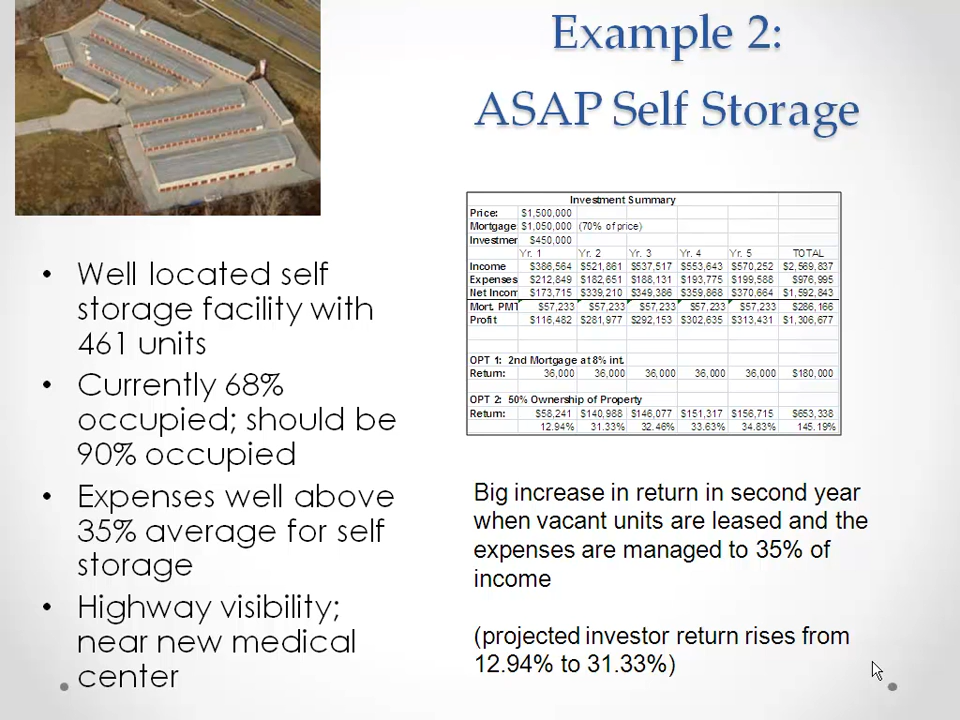 Example 2:
ASAP Self Storage
• Well located self
storage facility with
461 units
• Currently 68%
occupied; should be
90% occupied
• Expenses well above
35% average for self
storage
• Highway visibility;
near new medical
center
Investment Summary
Price: $1,500,000
Mortgage $1,050,000 (70% of price)
Investmer $450,000
Yr. 1 Yr. 2 Yr. 3 Yr. 4 Yr. 5 TOTAL
Income $386,564 $521,861 $537,517 $553,643 $570,252 $2,569,837
Expenses $212,849 $182,651 $188,131 $193,775 $199,588 $976,995
Net Incom $173,715 $339,210 $349,386 $359,868 $370,664 $1,592,843
Mort. PMT $57,233 $57,233 $57,233 $57,233 $57,233 $286,166
Profit $116,482 $281,977 $292,153 $302,635 $313,431 $1,306,677
OPT 1: 2nd Mortgage at 8% int.
Return: 36,000 36,000 36,000 36,000 36,000 $180,000
OPT 2: 50% Ownership of Property
Return: $58,241 $140,988 $146,077 $151,317 $156,715 $653,338
12.94% 31.33% 32.46% 33.63% 34.83% 145.19%
Big increase in return in second year
when vacant units are leased and the
expenses are managed to 35% of
income
(projected investor return rises from
12.94% to 31.33%)